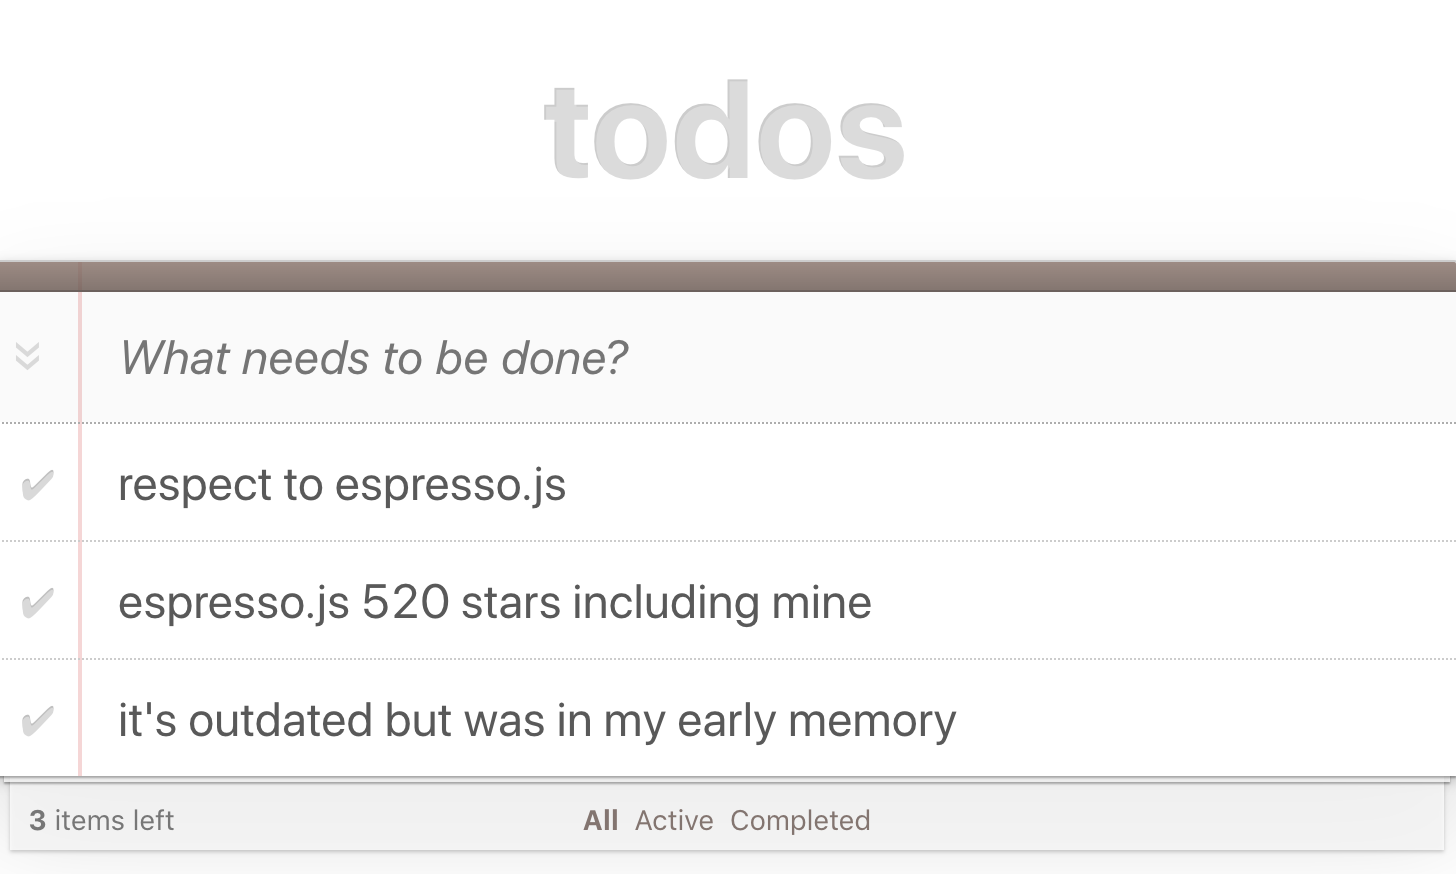 todos
What needs to be done?
respect to espresso.js
espresso.js 520 stars including mine
it's outdated but was in my early memory
3 items left All Active Completed